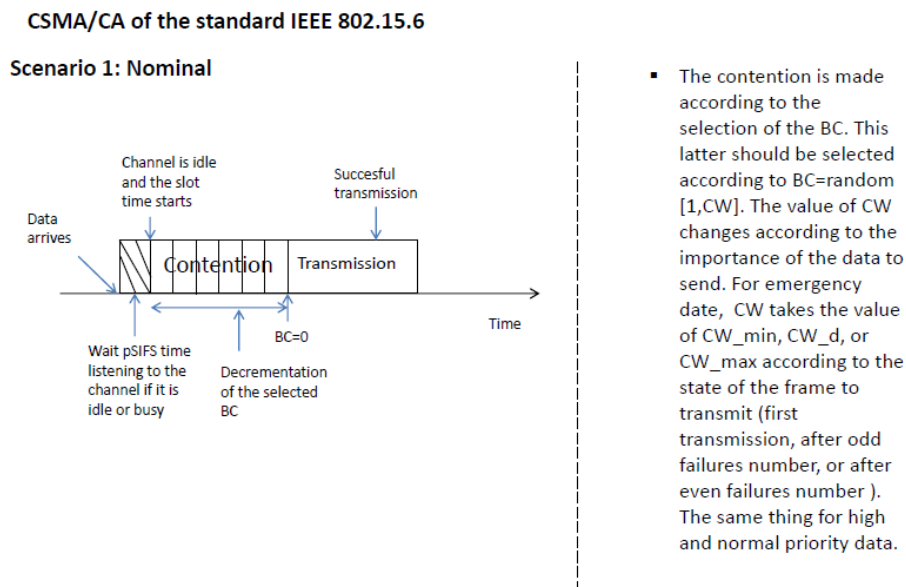 CSMA/CA of the standard IEEE 802.15.6
Scenario 1: Nominal
Channel is idle
and the slot
time starts
Succesful
transmission
Data
arrives
Contention
Transmission
Time
BC=0
Wait pSIFS time
listening to the
channel if it is
idle or busy
Decrementation
of the selected
BC
▪ The contention is made
according to the
selection of the BC. This
latter should be selected
according to BC=random
[1,CW]. The value of CW
changes according to the
importance of the data to
send. For emergency
date, CW takes the value
of CW_min, CW_d, or
CW_max according to the
state of the frame to
transmit (first
transmission, after odd
failures number, or after
even failures number ).
The same thing for high
and normal priority data.